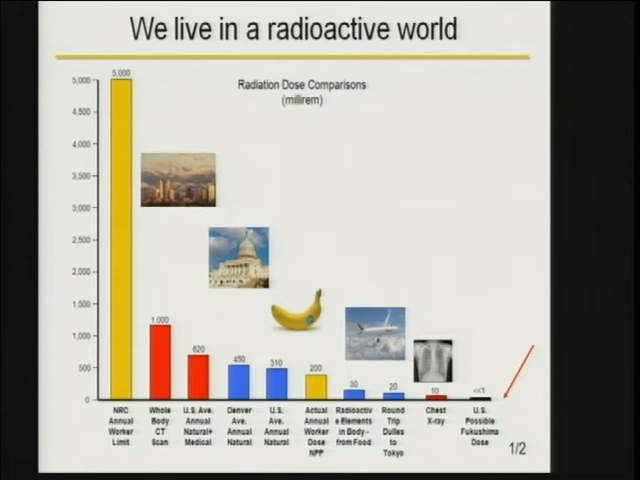 We live in a radioactive world
Radiation Dose Comparisons
(millirem)
5,000
4,500
4,000
3,500
3,000
2,500
2,000
1,500
1,000
500
0
5,000
1,000
620
450
310
200
30
20
10
<<1
NRC
Annual
Worker
Limit
Whole
Body
CT
Scan
U.S. Ave.
Annual
Natural+
Medical
Denver
Ave.
Annual
Natural
U.S.
Ave.
Annual
Natural
Actual
Annual
Worker
Dose
NPP
Radioactiv
e Elements
in Body -
from Food
Round
Trip
Dulles
to
Tokyo
Chest
X-ray
U.S.
Possible
Fukushima
Dose
1/2